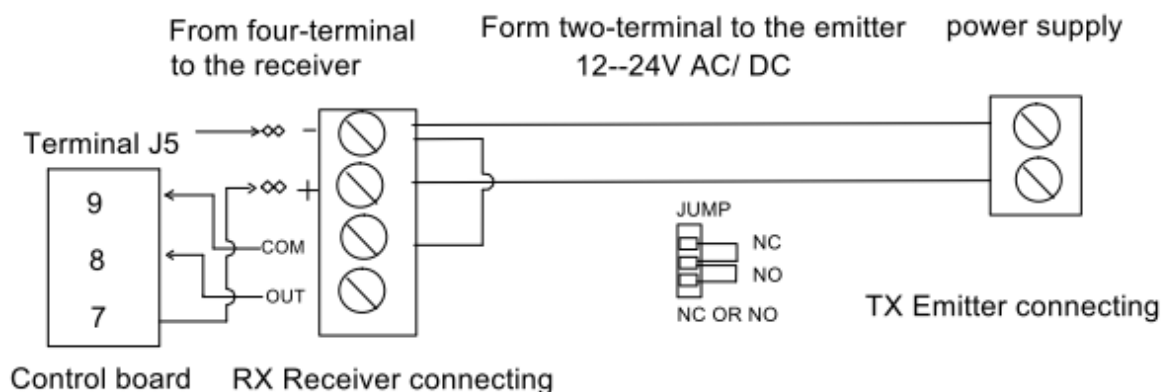 From four-terminal
to the receiver
Form two-terminal to the emitter
12--24V AC/ DC
power supply
Terminal J5
-
+
9
8
7
COM
OUT
JUMP
NC
NO
NC OR NO
TX Emitter connecting
Control board
RX Receiver connecting